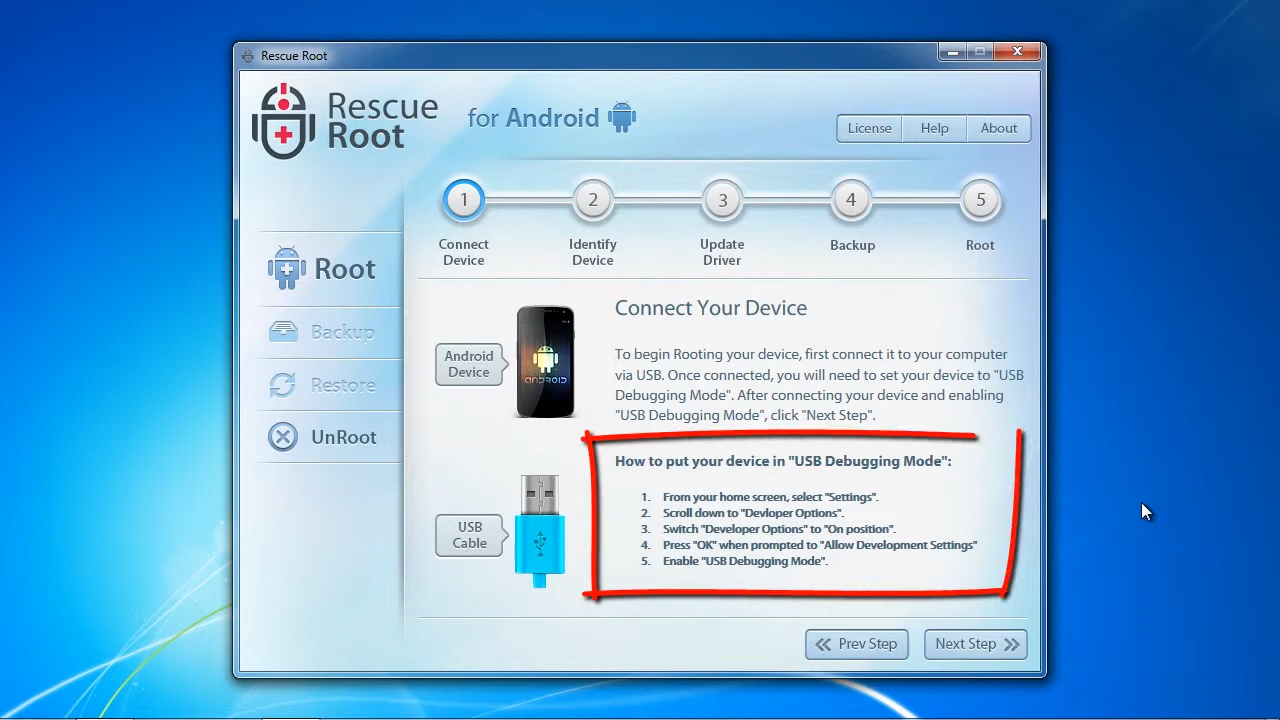 Rescue Root
Rescue
Root
for Android
License
Help
About
1
2
3
4
5
Connect
Device
Identify
Device
Update
Driver
Backup
Root
Root
Backup
Restore
UnRoot
Connect Your Device
Android
Device
ANDROID
To begin Rooting your device, first connect it to your computer
via USB. Once connected, you will need to set your device to "USB
Debugging Mode". After connecting your device and enabling
"USB Debugging Mode", click "Next Step".
How to put your device in "USB Debugging Mode":
1. From your home screen, select "Settings".
2. Scroll down to "Devloper Options".
3. Switch "Developer Options" to "On position".
4. Press "OK" when prompted to "Allow Development Settings"
5. Enable "USB Debugging Mode".
USB
Cable
Prev Step
Next Step